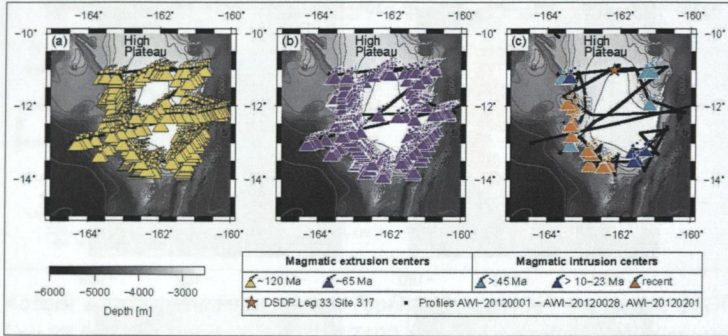 −164° −162° −160° −164° −162° −160° −164° −162° −160°
−10° (a) High Plateau −10° (b) High Plateau −10° (c) High Plateau
−12° −12° −12°
−14° −14° −14°
−164° −162° −160° −164° −162° −160° −164° −162° −160°
Magmatic extrusion centers Magmatic intrusion centers
~120 Ma ~65 Ma >45 Ma > 10–23 Ma recent
DSDP Leg 33 Site 317 Profiles AWI–20120001 – AWI–20120028, AWI–20120201
−6000 −5000 −4000 −3000
Depth [m]